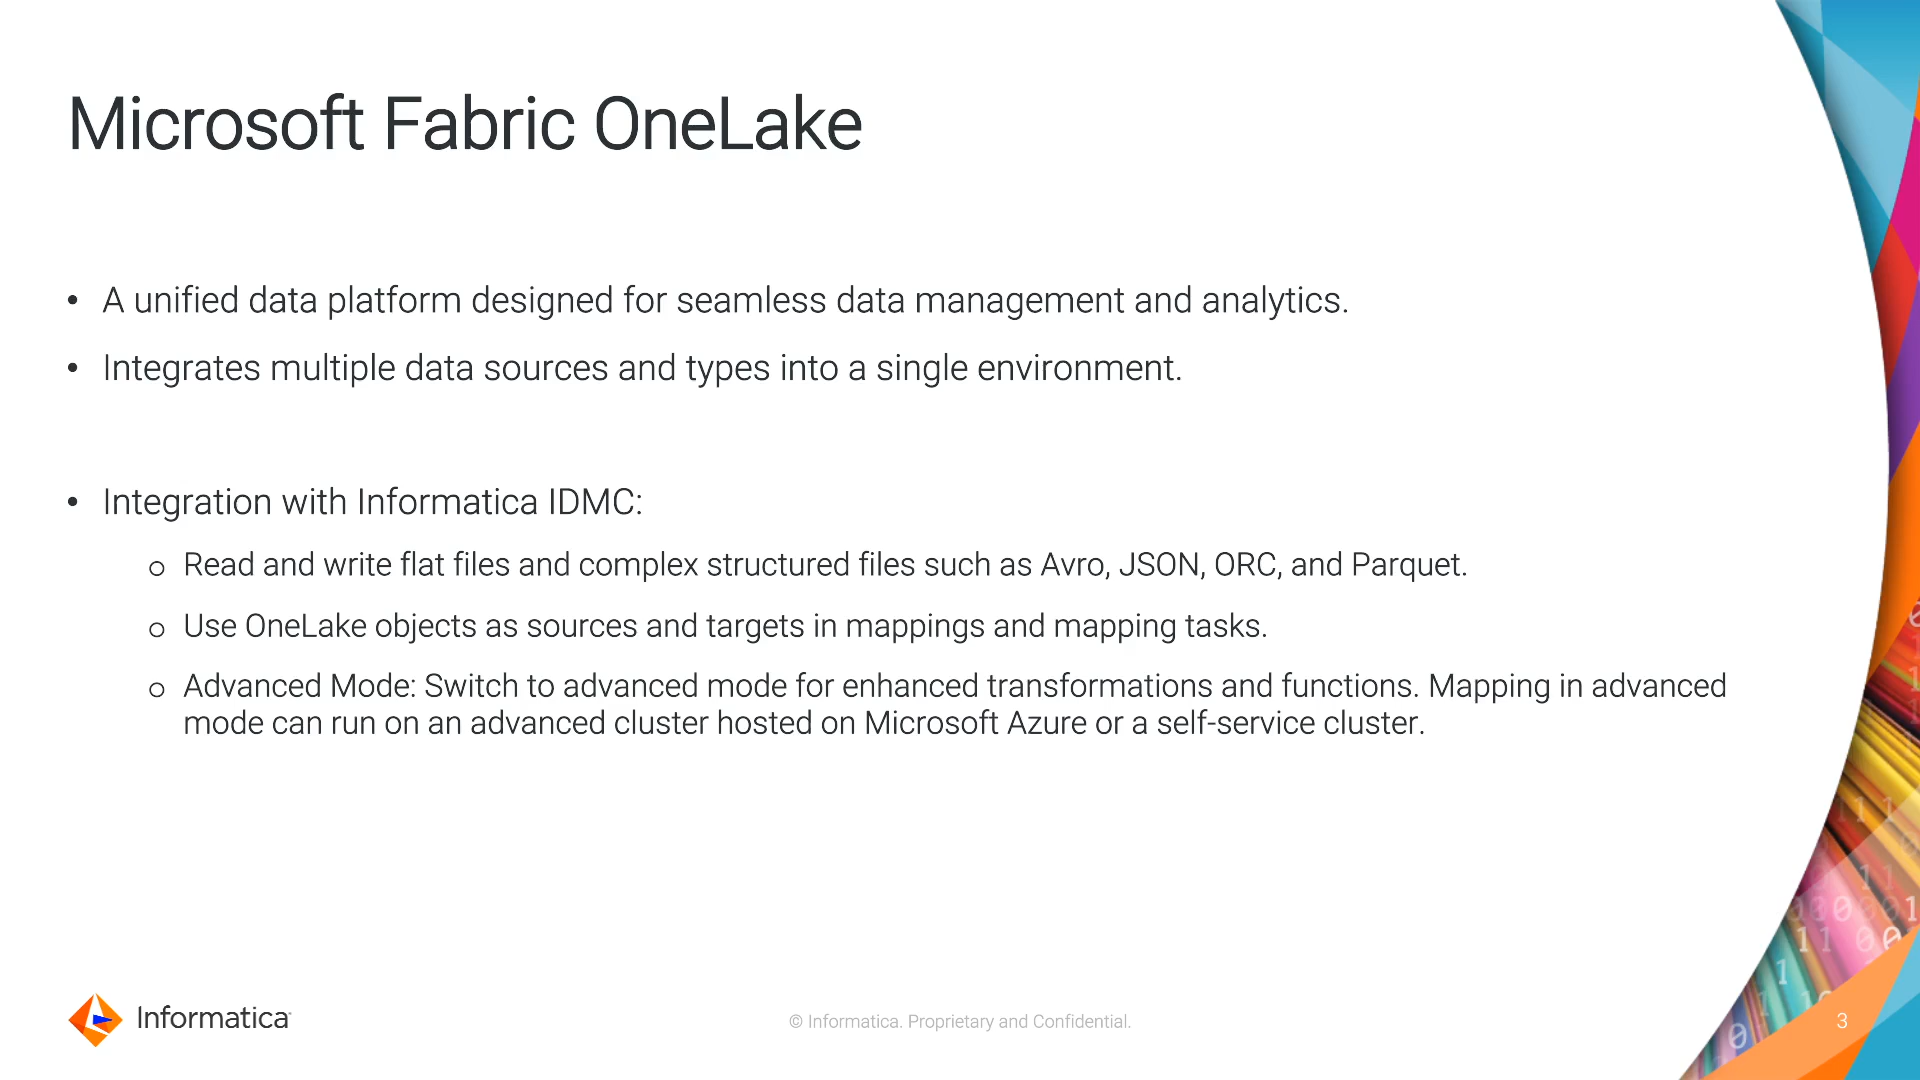 Microsoft Fabric OneLake
• A unified data platform designed for seamless data management and analytics.
• Integrates multiple data sources and types into a single environment.
• Integration with Informatica IDMC:
o Read and write flat files and complex structured files such as Avro, JSON, ORC, and Parquet.
o Use OneLake objects as sources and targets in mappings and mapping tasks.
o Advanced Mode: Switch to advanced mode for enhanced transformations and functions. Mapping in advanced
mode can run on an advanced cluster hosted on Microsoft Azure or a self-service cluster.
Informatica
© Informatica. Proprietary and Confidential.
3